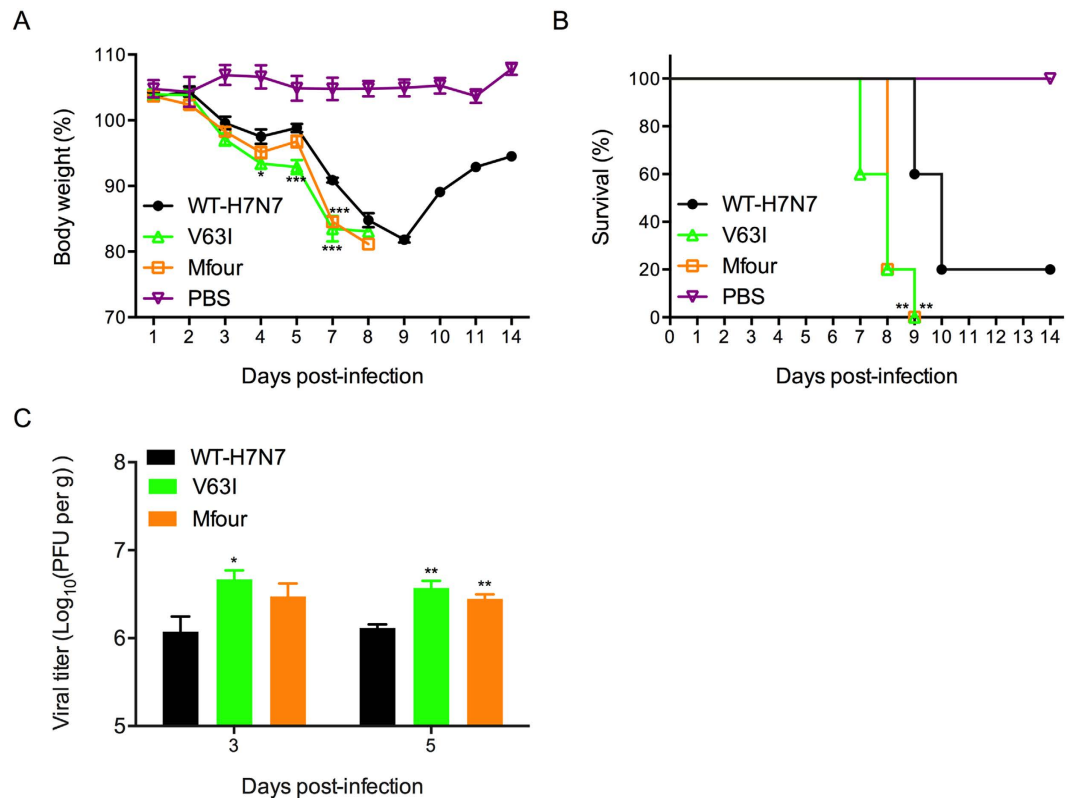 A
Body weight (%)
110
100
90
80
70
WT-H7N7
V63I
Mfour
PBS
*
***
***
***
1 2 3 4 5 7 8 9 10 11 14
Days post-infection
B
Survival (%)
100
80
60
40
20
0
WT-H7N7
V63I
Mfour
PBS
** **
0 1 2 3 4 5 6 7 8 9 10 11 12 13 14
Days post-infection
C
Viral titer (Log10(PFU per g) )
8
7
6
5
WT-H7N7
V63I
Mfour
*
**
**
3 5
Days post-infection